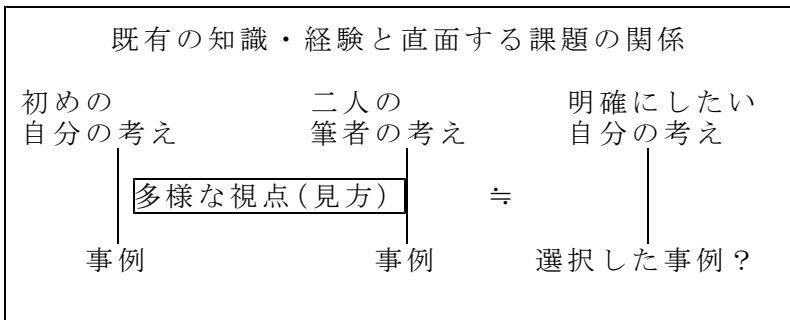 既有の知識・経験と直面する課題の関係
初めの 二人の 明確にしたい
自分の考え 筆者の考え 自分の考え
多様な視点(見方) ≒
事例 事例 選択した事例?